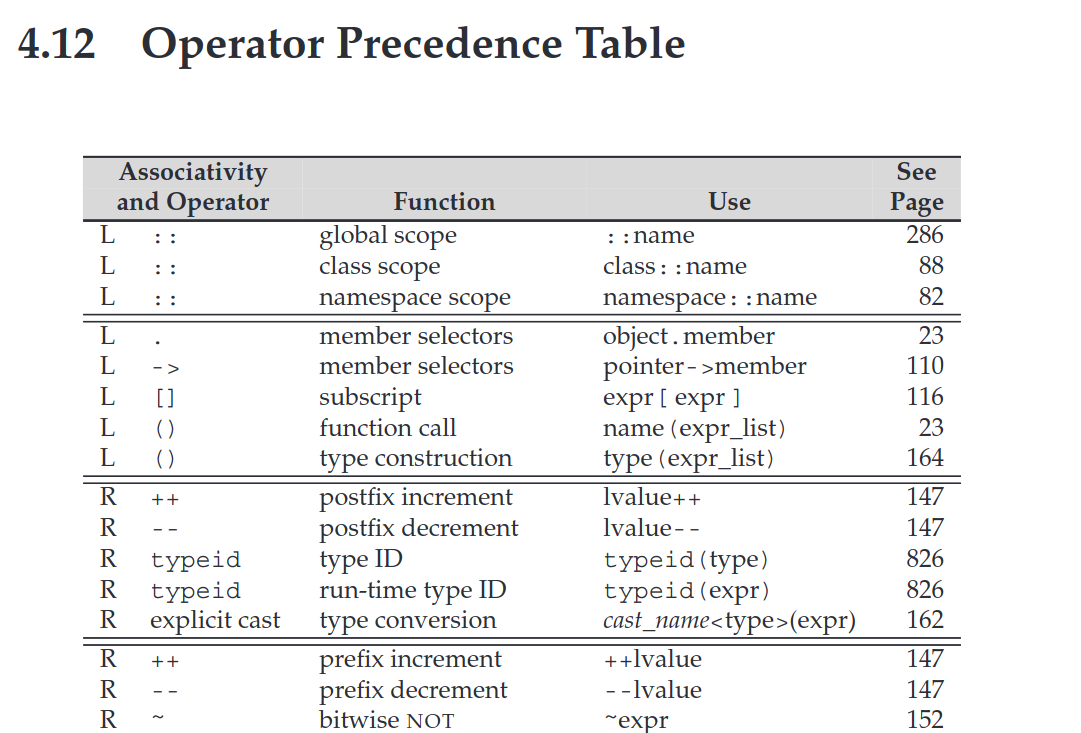 4.12 Operator Precedence Table
Associativity
and Operator Function Use See
Page
L :: global scope ::name 286
L :: class scope class::name 88
L :: namespace scope namespace::name 82
L . member selectors object.member 23
L -> member selectors pointer->member 110
L [] subscript expr[ expr ] 116
L () function call name(expr_list) 23
L () type construction type(expr_list) 164
R ++ postfix increment lvalue++ 147
R -- postfix decrement lvalue-- 147
R typeid type ID typeid(type) 826
R typeid run-time type ID typeid(expr) 826
R explicit cast type conversion cast_name<type>(expr) 162
R ++ prefix increment ++lvalue 147
R -- prefix decrement --lvalue 147
R ~ bitwise NOT ~expr 152